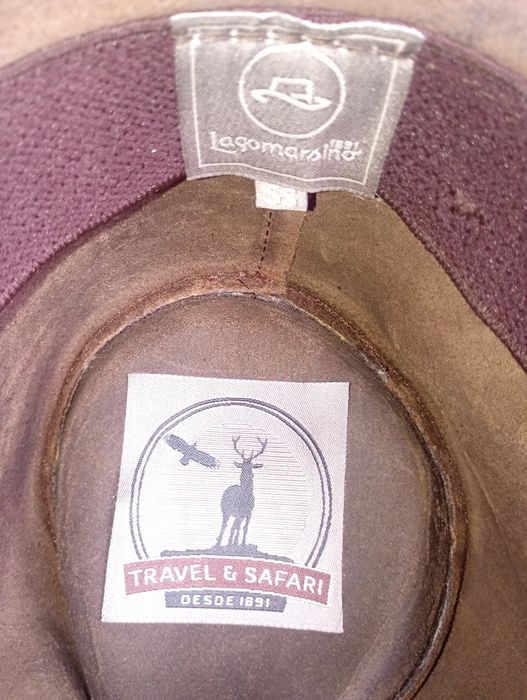 1891
Lagomarsino
TRAVEL & SAFARI
DESDE 1891